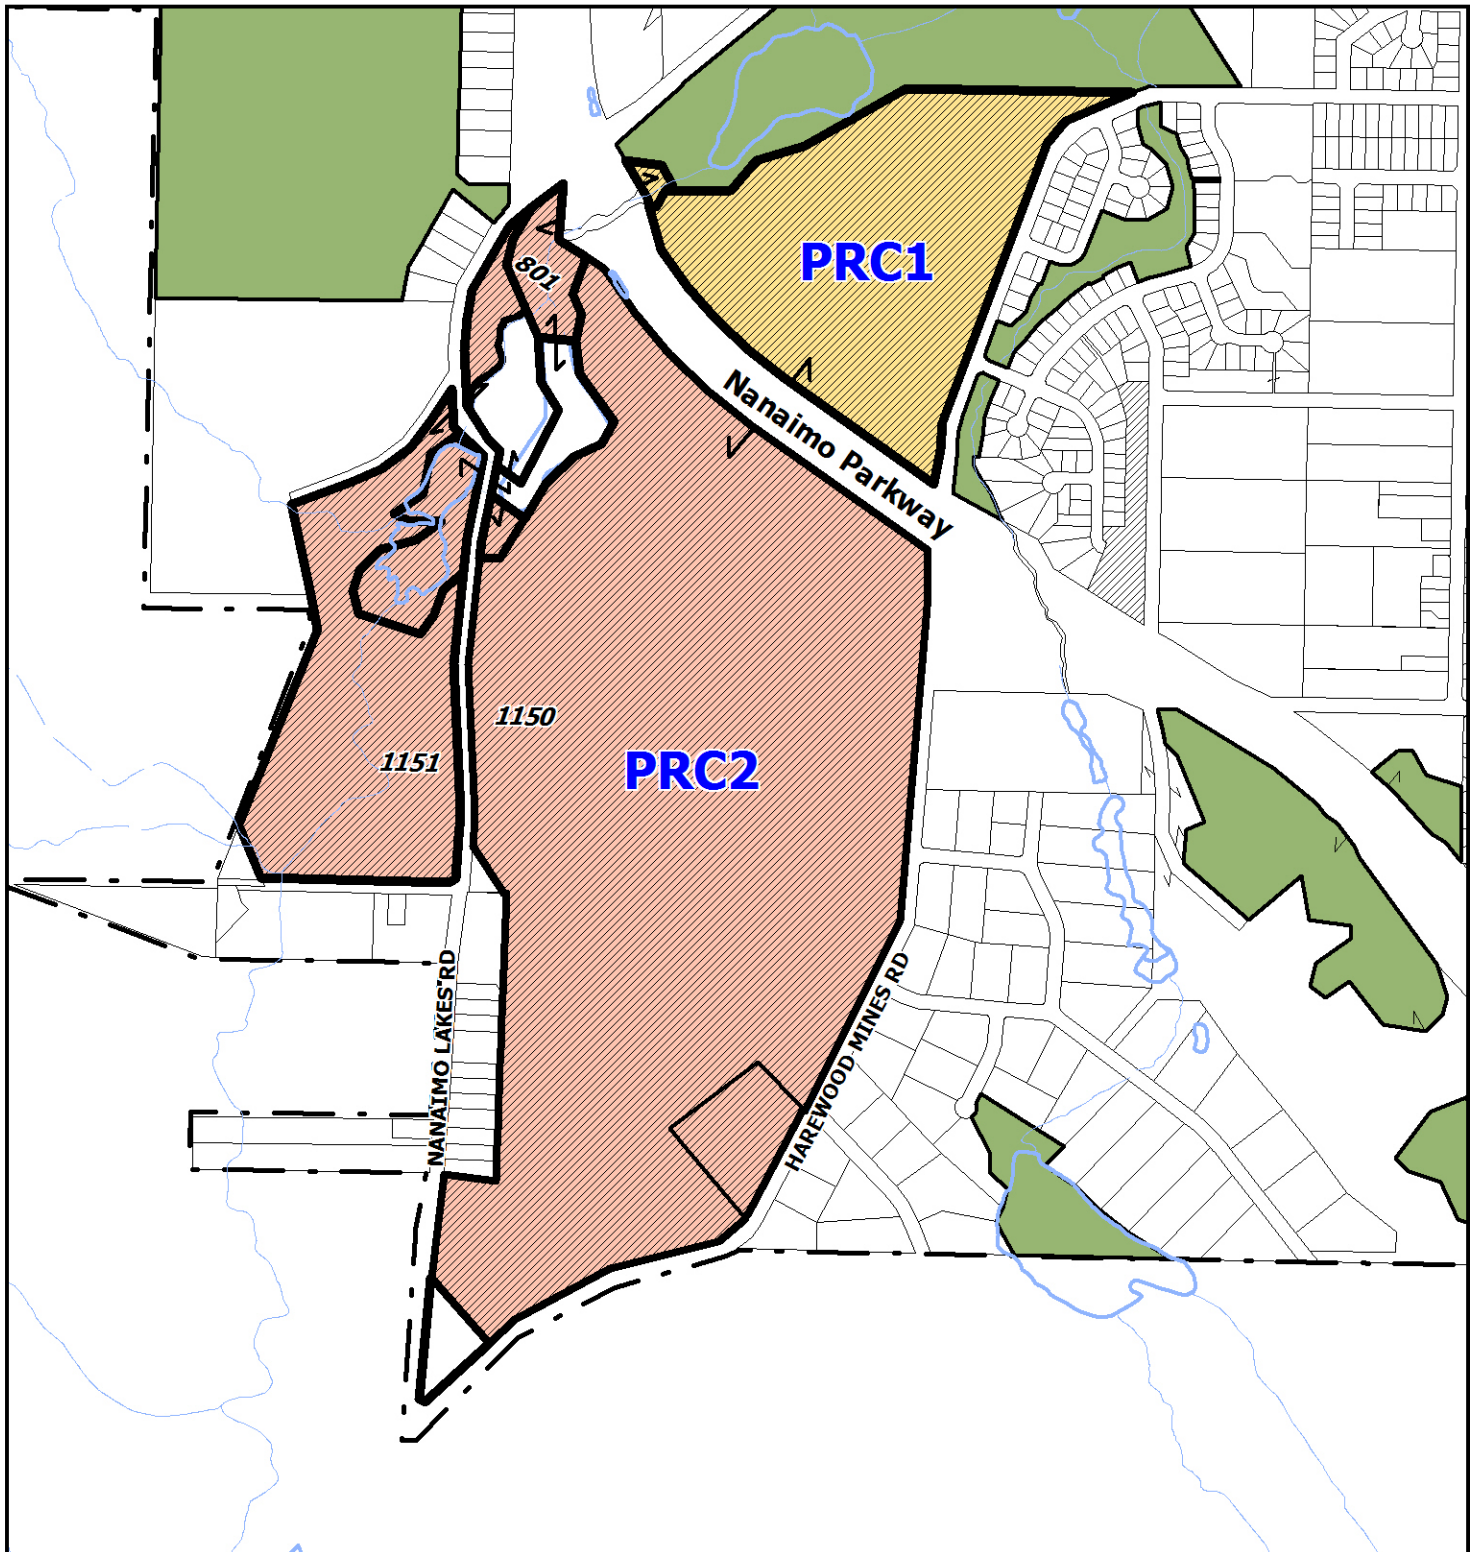 PRC1
801
Nanaimo Parkway
1150
1151
PRC2
NANAIMO LAKES RD
HAREWOOD MINES RD